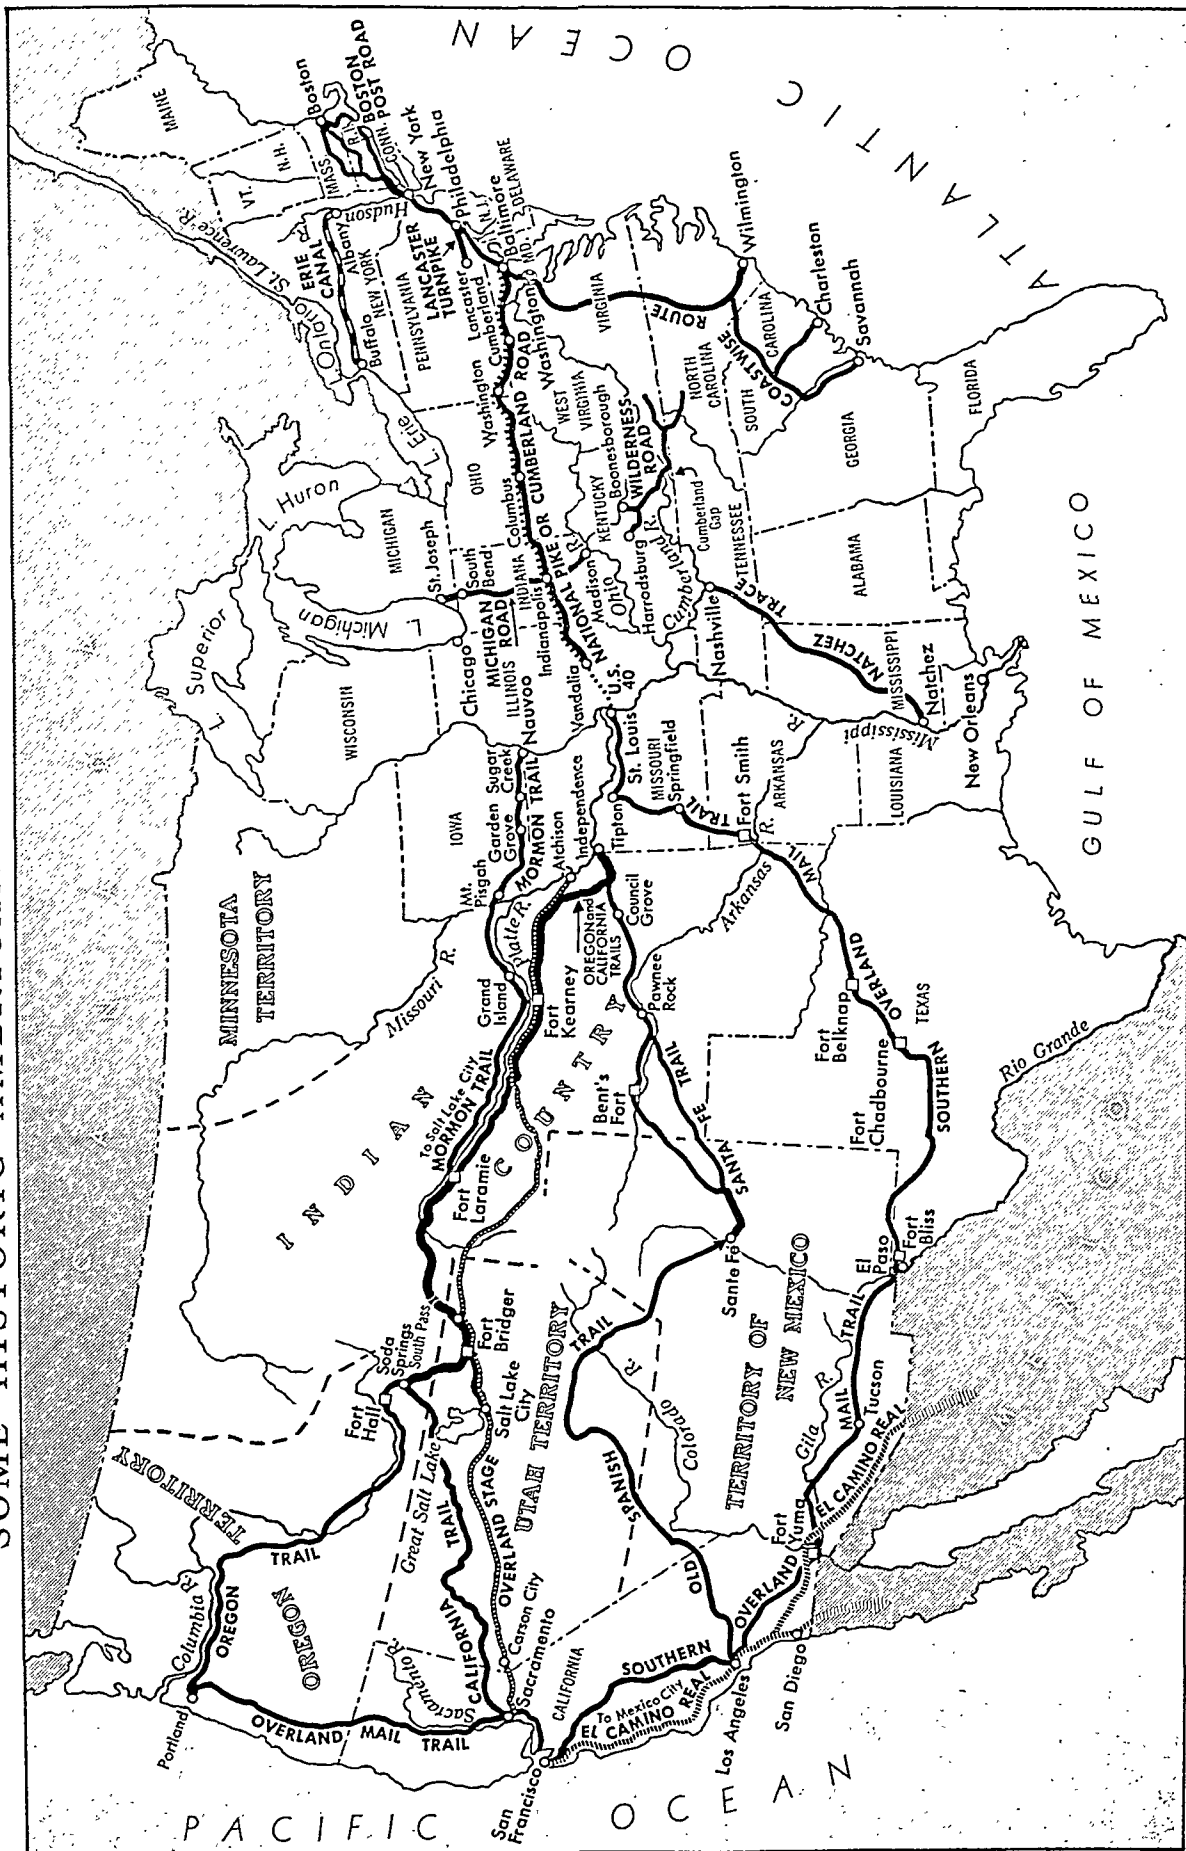 SOME HISTORIC AMERICAN
PACIFIC OCEAN
ATLANTIC OCEAN
GULF OF MEXICO
Portland
Columbia R.
OREGON
TRAIL
OREGON
TERRITORY
OVERLAND MAIL TRAIL
Sacramento R.
CALIFORNIA
TRAIL
Great Salt Lake
Fort
Hall
Soda
Springs
South Pass
Fort
Bridger
Salt Lake
City
OVERLAND STAGE
UTAH TERRITORY
Carson City
Sacramento
San
Francisco
CALIFORNIA
SOUTHERN
To Mexico City
EL CAMINO REAL
Los Angeles
San Diego
OVERLAND
MAIL
TRAIL
OLD
SPANISH
TRAIL
Colorado R.
TERRITORY OF
NEW MEXICO
Gila R.
Fort
Yuma
EL CAMINO REAL
Tucson
El
Paso
Fort
Bliss
Sante Fé
SANTA FE TRAIL
Bent's
Fort
Pawnee
Rock
Council
Grove
INDIAN
COUNTRY
Fort
Laramie
To Salt Lake City
MORMON TRAIL
Grand
Island
Platte R.
Fort
Kearney
OREGON and
CALIFORNIA
TRAILS
MINNESOTA
TERRITORY
Missouri R.
Mt.
Pisgah
Garden
Grove
Sugar
Creek
MORMON TRAIL
Nauvoo
IOWA
Atchison
Independence
Tipton
St. Louis
MISSOURI
Springfield
TRAIL
Fort Smith
MAIL
Arkansas R.
ARKANSAS
R.
OVERLAND
Fort
Belknap
TEXAS
Fort
Chadbourne
SOUTHERN
Rio Grande
LOUISIANA
Mississippi
New Orleans
Natchez
MISSISSIPPI
NATCHEZ
TRACE
Nashville
TENNESSEE
ALABAMA
GEORGIA
FLORIDA
WISCONSIN
L. Superior
L. Michigan
L. Huron
MICHIGAN
St. Joseph
South
Bend
Chicago
MICHIGAN
ROAD
ILLINOIS
INDIANA
Indianapolis
Vandalia
U.S.
40
NATIONAL PIKE OR CUMBERLAND ROAD
Madison
Ohio
R.
Columbus
OHIO
KENTUCKY
Boonesborough
WILDERNESS
ROAD
Harrodsburg
Cumberland R.
Cumberland
Gap
L. Erie
L. Ontario
St. Lawrence R.
ERIE
CANAL
Buffalo
Albany
NEW YORK
Hudson
R.
PENNSYLVANIA
LANCASTER
TURNPIKE
Lancaster
Cumberland
Washington
Washington
WEST
VIRGINIA
VIRGINIA
MAINE
VT.
N.H.
MASS.
R.I.
CONN.
Boston
BOSTON
POST ROAD
New York
Philadelphia
N.J.
Baltimore
MD.
DELAWARE
COASTWISE
ROUTE
NORTH
CAROLINA
SOUTH
CAROLINA
Wilmington
Charleston
Savannah